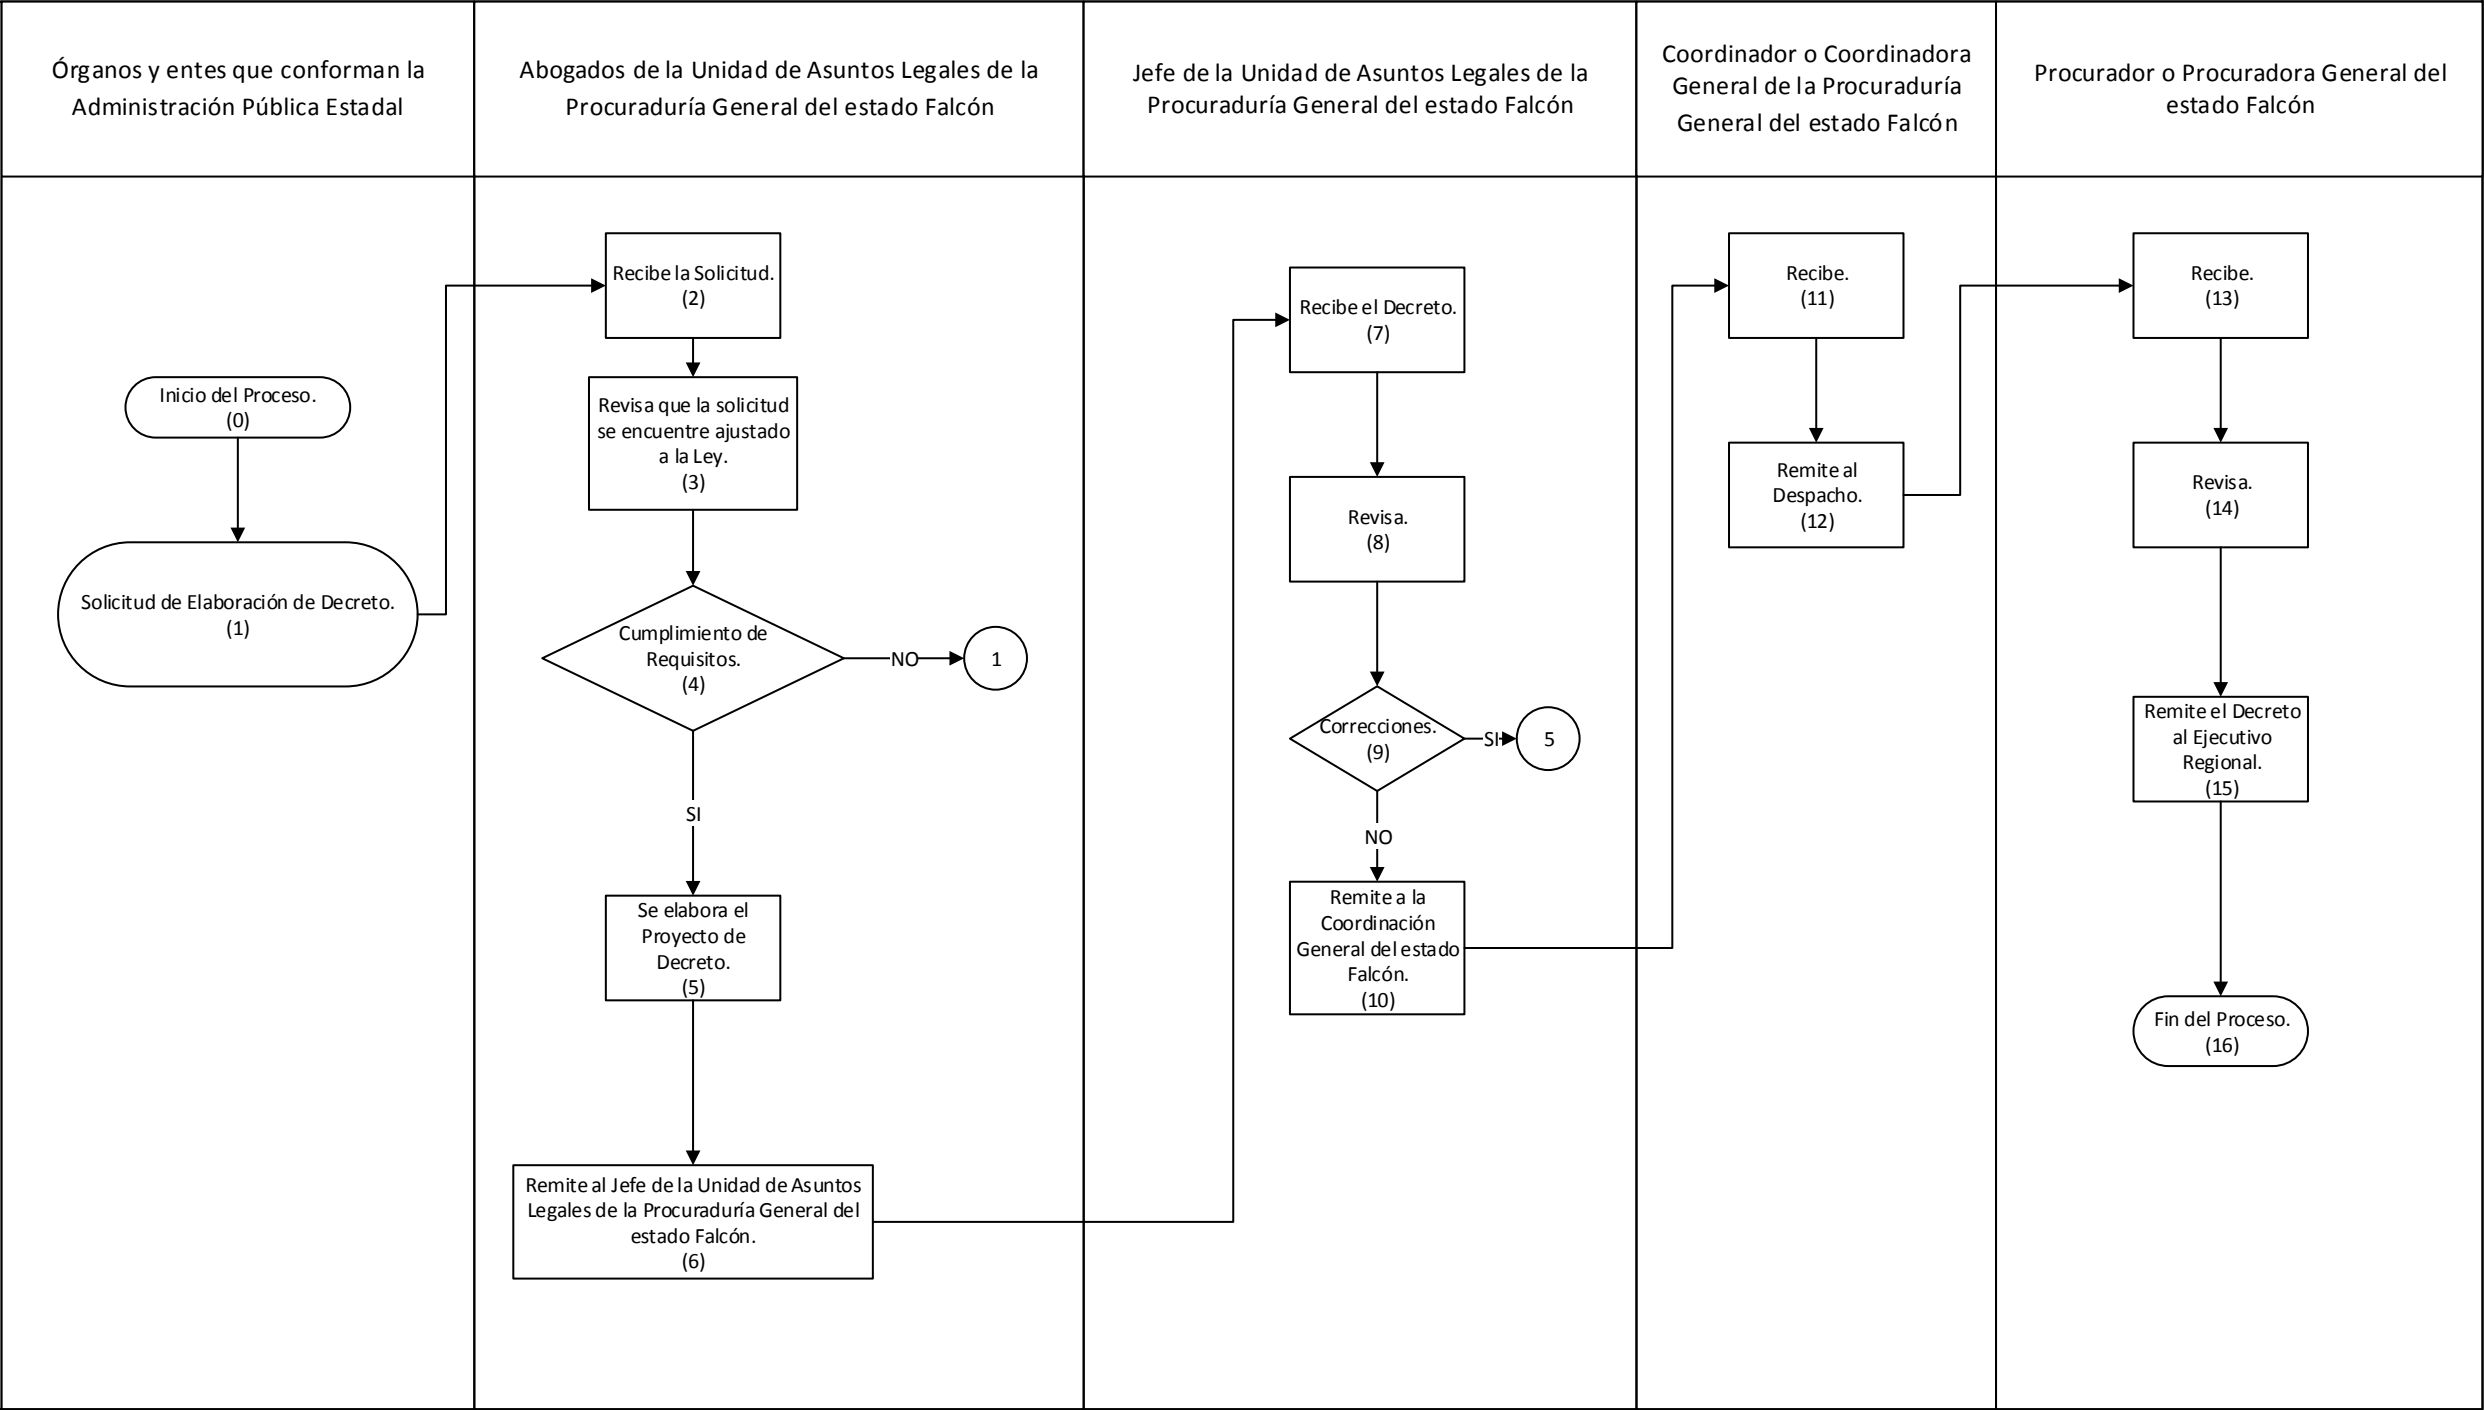 Órganos y entes que conforman la
Administración Pública Estadal
Abogados de la Unidad de Asuntos Legales de la
Procuraduría General del estado Falcón
Jefe de la Unidad de Asuntos Legales de la
Procuraduría General del estado Falcón
Coordinador o Coordinadora
General de la Procuraduría
General del estado Falcón
Procurador o Procuradora General del
estado Falcón
Inicio del Proceso.
(0)
Solicitud de Elaboración de Decreto.
(1)
Recibe la Solicitud.
(2)
Revisa que la solicitud
se encuentre ajustado
a la Ley.
(3)
Cumplimiento de
Requisitos.
(4)
NO
1
SI
Se elabora el
Proyecto de
Decreto.
(5)
Remite al Jefe de la Unidad de Asuntos
Legales de la Procuraduría General del
estado Falcón.
(6)
Recibe el Decreto.
(7)
Revisa.
(8)
Correcciones.
(9)
SI
5
NO
Remite a la
Coordinación
General del estado
Falcón.
(10)
Recibe.
(11)
Remite al
Despacho.
(12)
Recibe.
(13)
Revisa.
(14)
Remite el Decreto
al Ejecutivo
Regional.
(15)
Fin del Proceso.
(16)